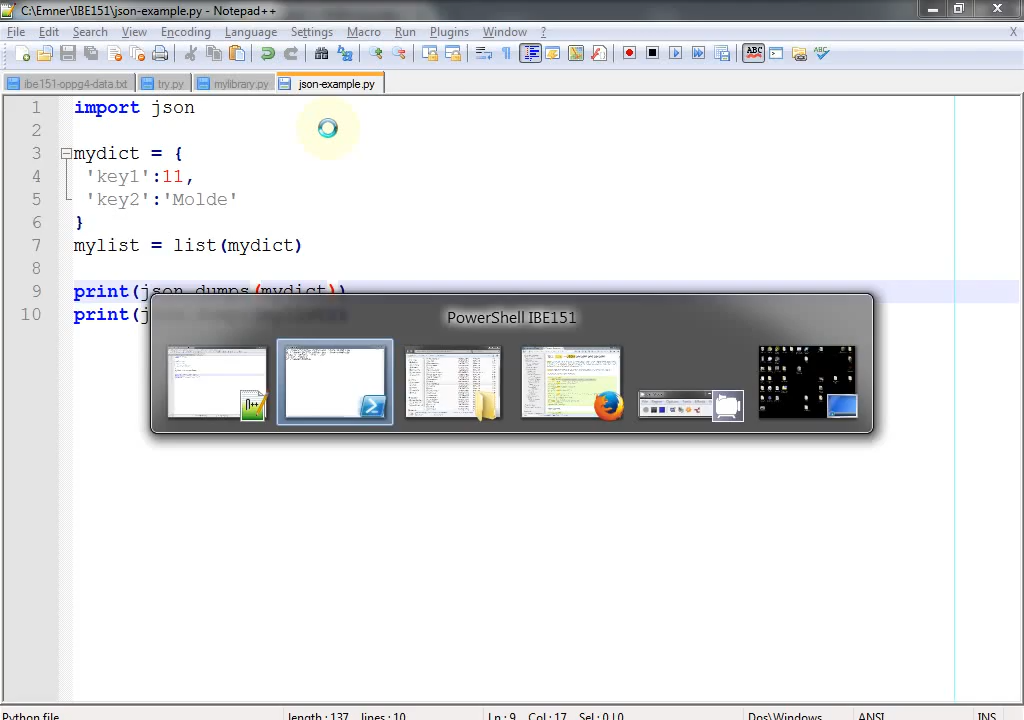 C:\Emner\IBE151\json-example.py - Notepad++
File Edit Search View Encoding Language Settings Macro Run Plugins Window ? X
ibe151-oppg4-data.txt try.py mylibrary.py json-example.py
1 import json
2
3 mydict = {
4 'key1':11,
5 'key2':'Molde'
6 }
7 mylist = list(mydict)
8
9 print(json.dumps(mydict))
10 print(j
PowerShell IBE151
Python file length : 137 lines : 10 Ln : 9 Col : 17 Sel : 0 | 0 Dos\Windows ANSI INS